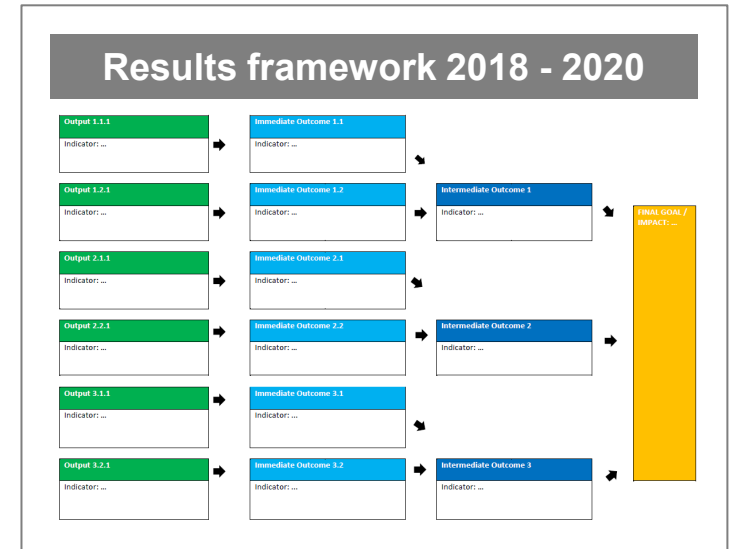 Results framework 2018 - 2020
Output 1.1.1
Indicator: ...
Immediate Outcome 1.1
Indicator: ...
Output 1.2.1
Indicator: ...
Immediate Outcome 1.2
Indicator: ...
Intermediate Outcome 1
Indicator: ...
FINAL GOAL /
IMPACT: ...
Output 2.1.1
Indicator: ...
Immediate Outcome 2.1
Indicator: ...
Output 2.2.1
Indicator: ...
Immediate Outcome 2.2
Indicator: ...
Intermediate Outcome 2
Indicator: ...
Output 3.1.1
Indicator: ...
Immediate Outcome 3.1
Indicator: ...
Output 3.2.1
Indicator: ...
Immediate Outcome 3.2
Indicator: ...
Intermediate Outcome 3
Indicator: ...